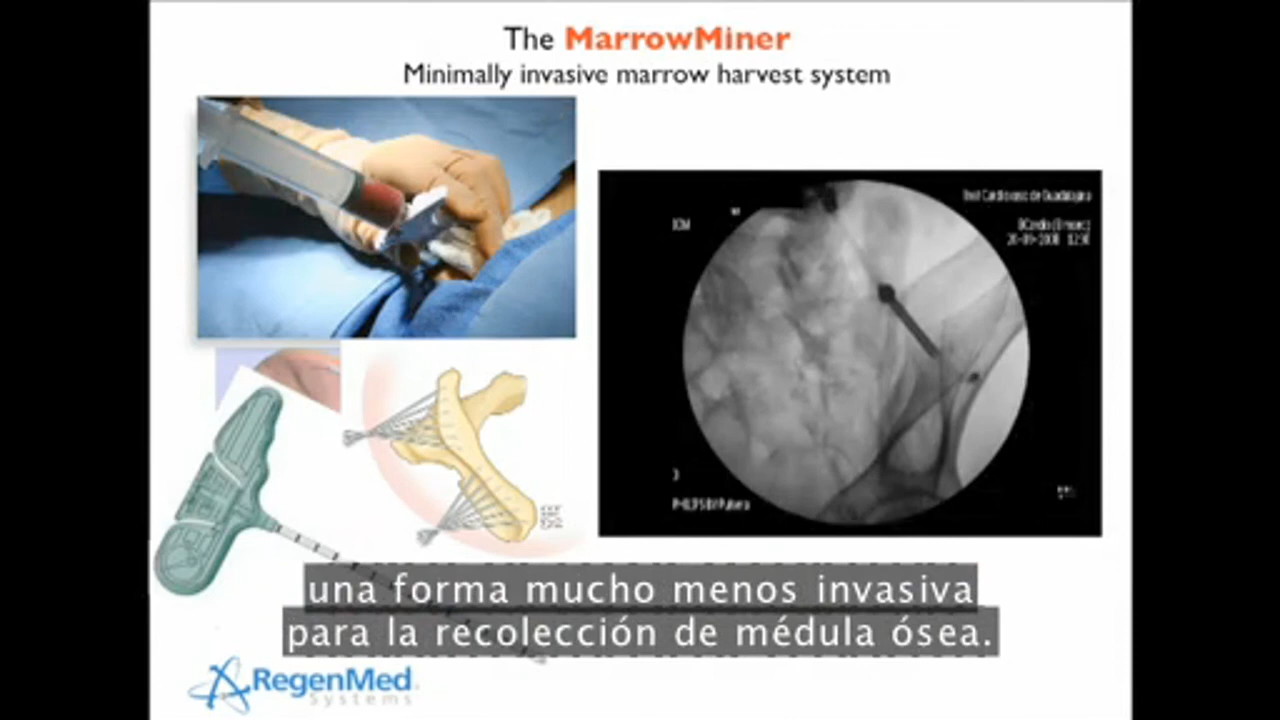 The MarrowMiner
Minimally invasive marrow harvest system
una forma mucho menos invasiva
para la recolección de médula ósea.
RegenMed
Systems